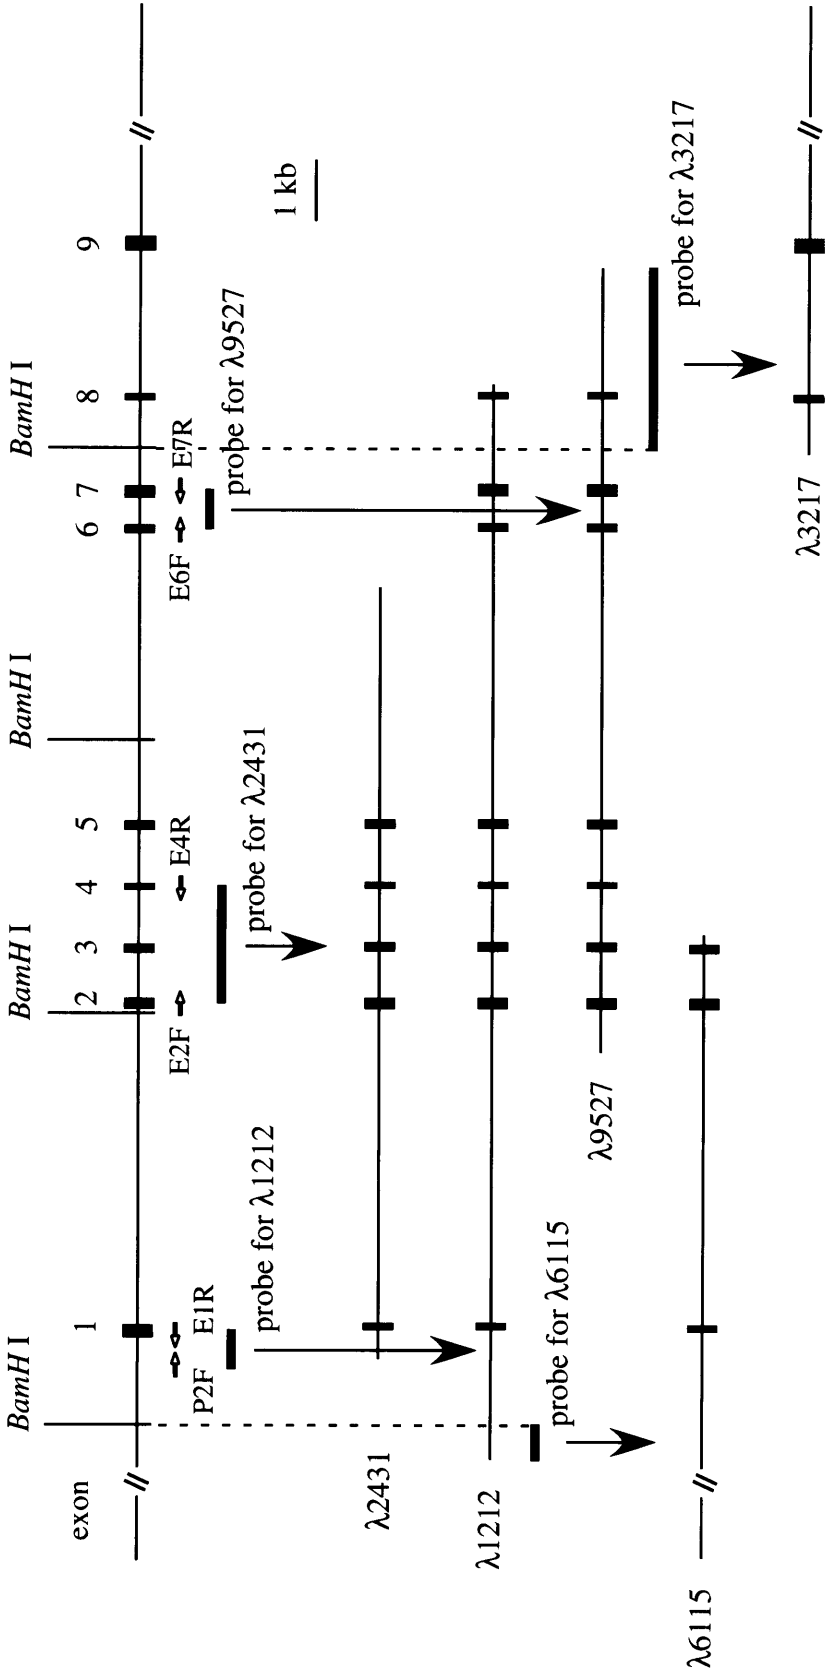 BamH I
BamH I
BamH I
BamH I
exon 1 2 3 4 5 6 7 8 9
P2F E1R
E2F E4R
E6F E7R
1 kb
probe for λ1212
probe for λ2431
probe for λ9527
λ2431
λ1212
probe for λ6115
λ9527
probe for λ3217
λ6115
λ3217